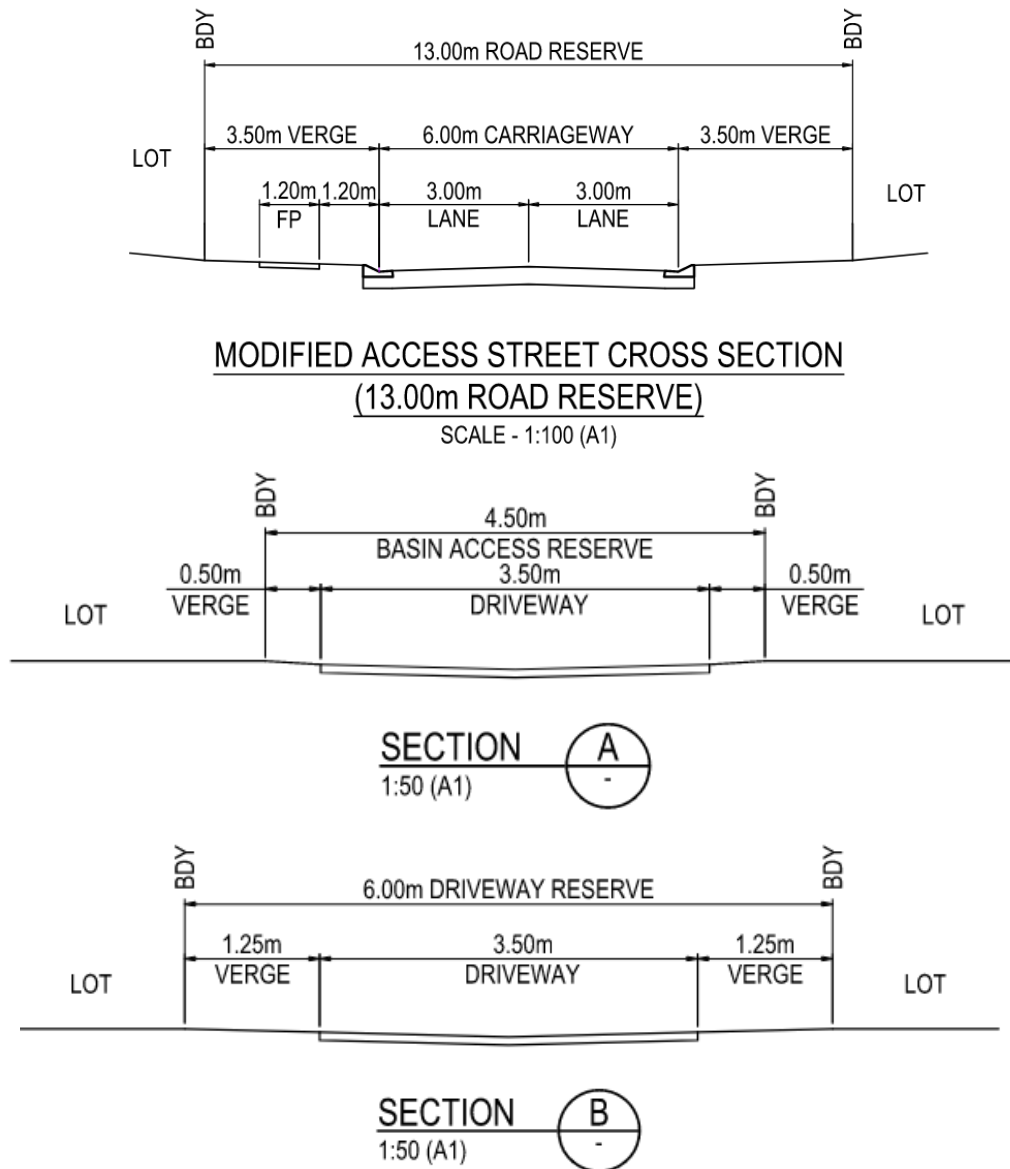 BDY
BDY
13.00m ROAD RESERVE
3.50m VERGE
6.00m CARRIAGEWAY
3.50m VERGE
LOT
LOT
1.20m
1.20m
3.00m
3.00m
FP
LANE
LANE
MODIFIED ACCESS STREET CROSS SECTION
(13.00m ROAD RESERVE)
SCALE - 1:100 (A1)
BDY
BDY
4.50m
BASIN ACCESS RESERVE
0.50m
3.50m
0.50m
VERGE
DRIVEWAY
VERGE
LOT
LOT
SECTION A
1:50 (A1) -
BDY
BDY
6.00m DRIVEWAY RESERVE
1.25m
3.50m
1.25m
VERGE
DRIVEWAY
VERGE
LOT
LOT
SECTION B
1:50 (A1) -